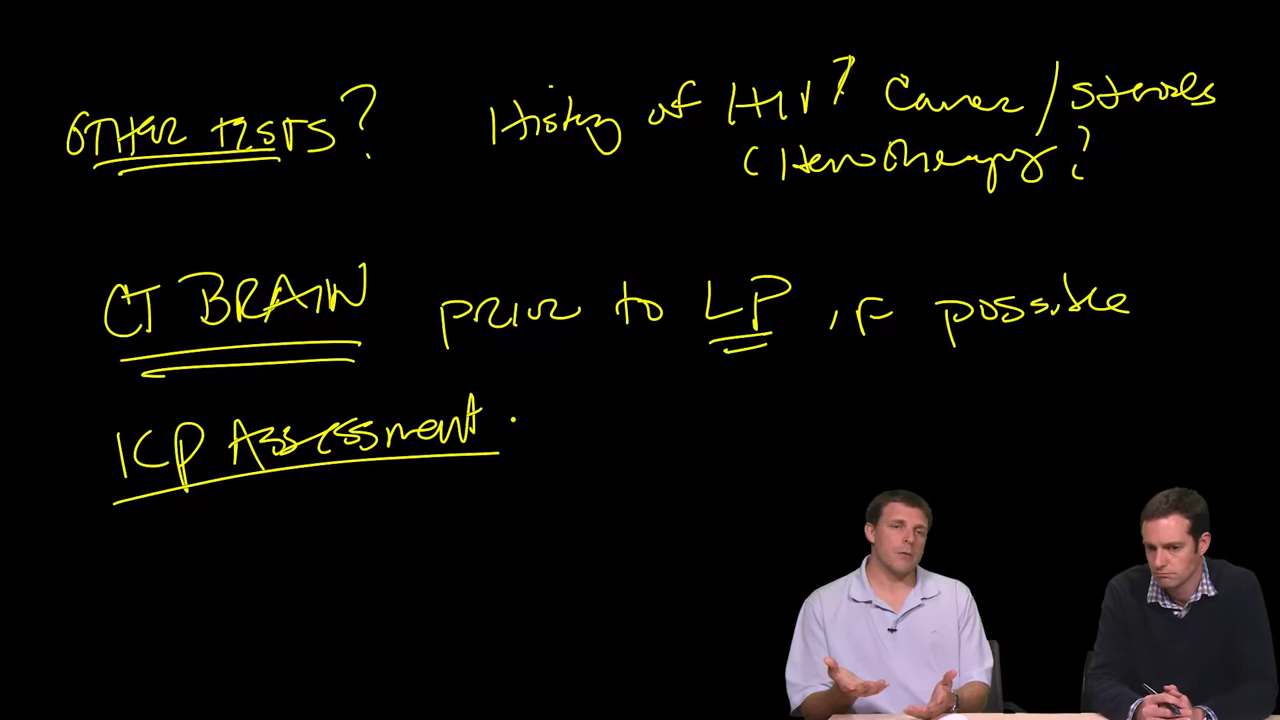 OTHER TESTS?
History of HIV? Cancer/steroids
Chemotherapy?
CT BRAIN prior to LP if possible
ICP Assessment.